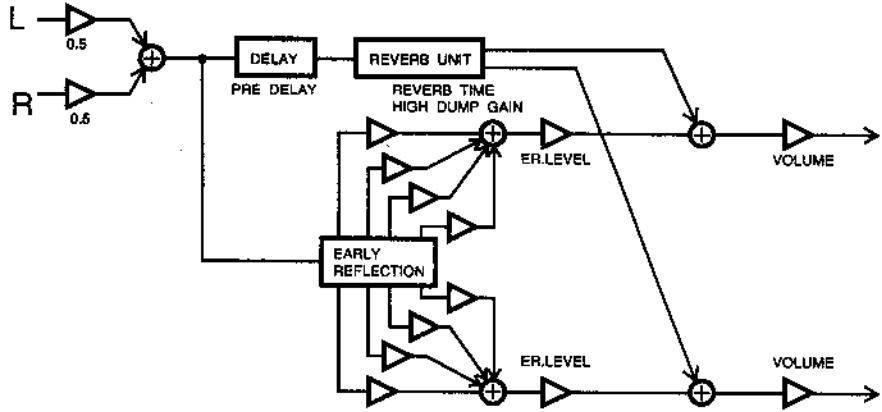 L
0.5
R
0.5
DELAY
PRE DELAY
REVERB UNIT
REVERB TIME
HIGH DUMP GAIN
ER.LEVEL
VOLUME
EARLY
REFLECTION
ER.LEVEL
VOLUME